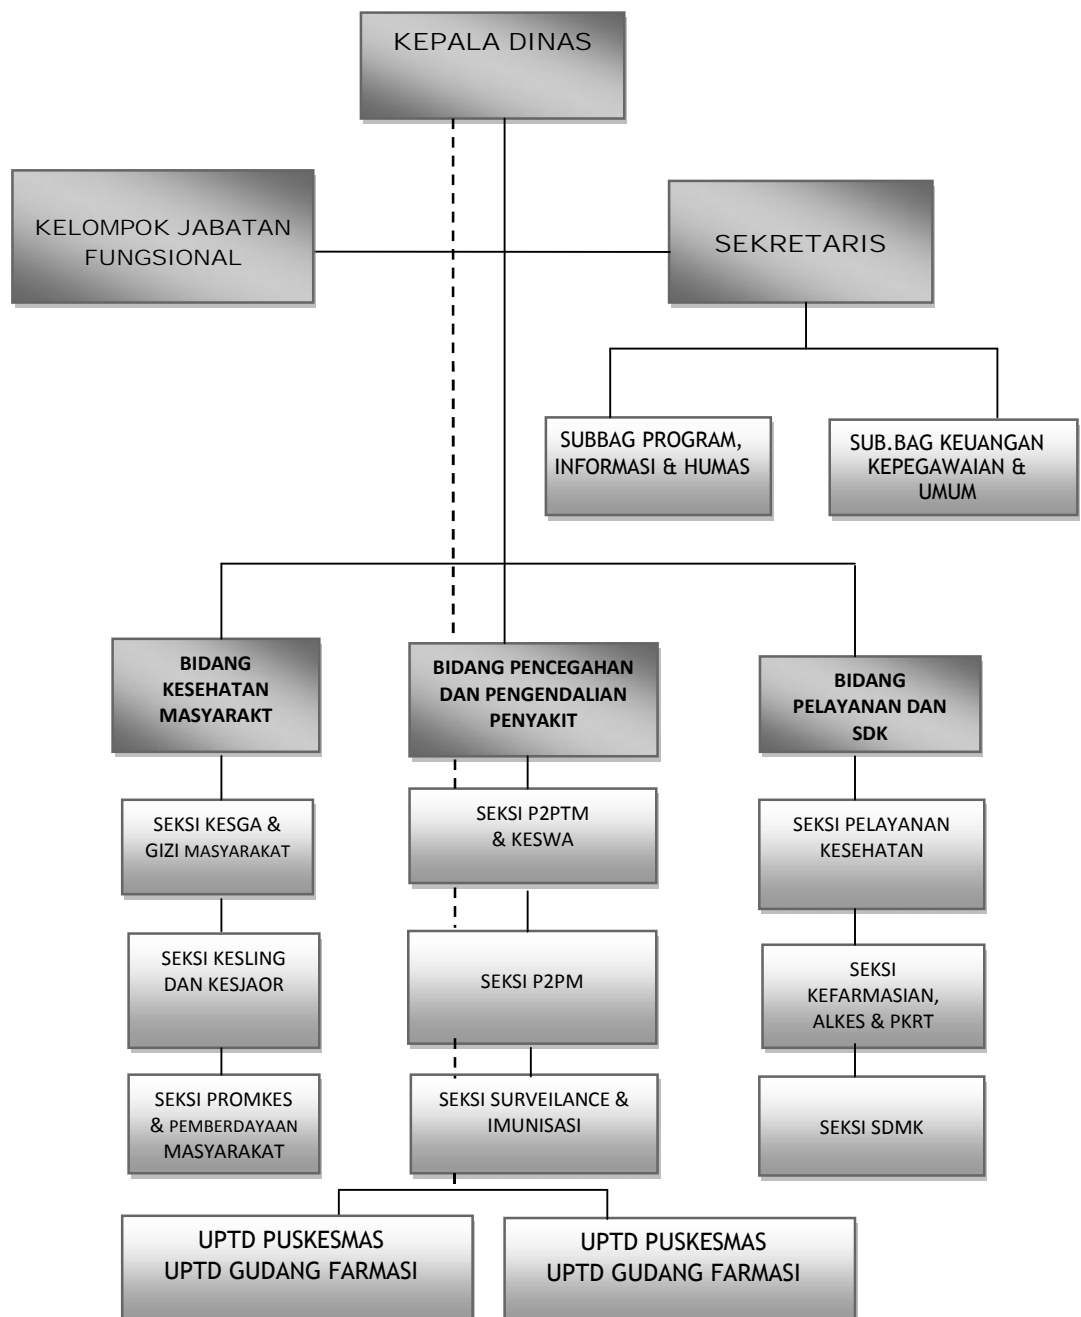 KEPALA DINAS
KELOMPOK JABATAN
FUNGSIONAL
SEKRETARIS
SUBBAG PROGRAM,
INFORMASI & HUMAS
SUB.BAG KEUANGAN
KEPEGAWAIAN &
UMUM
BIDANG
KESEHATAN
MASYARAKT
BIDANG PENCEGAHAN
DAN PENGENDALIAN
PENYAKIT
BIDANG
PELAYANAN DAN
SDK
SEKSI KESGA &
GIZI MASYARAKAT
SEKSI P2PTM
& KESWA
SEKSI PELAYANAN
KESEHATAN
SEKSI KESLING
DAN KESJAOR
SEKSI P2PM
SEKSI
KEFARMASIAN,
ALKES & PKRT
SEKSI PROMKES
& PEMBERDAYAAN
MASYARAKAT
SEKSI SURVEILANCE &
IMUNISASI
SEKSI SDMK
UPTD PUSKESMAS
UPTD GUDANG FARMASI
UPTD PUSKESMAS
UPTD GUDANG FARMASI